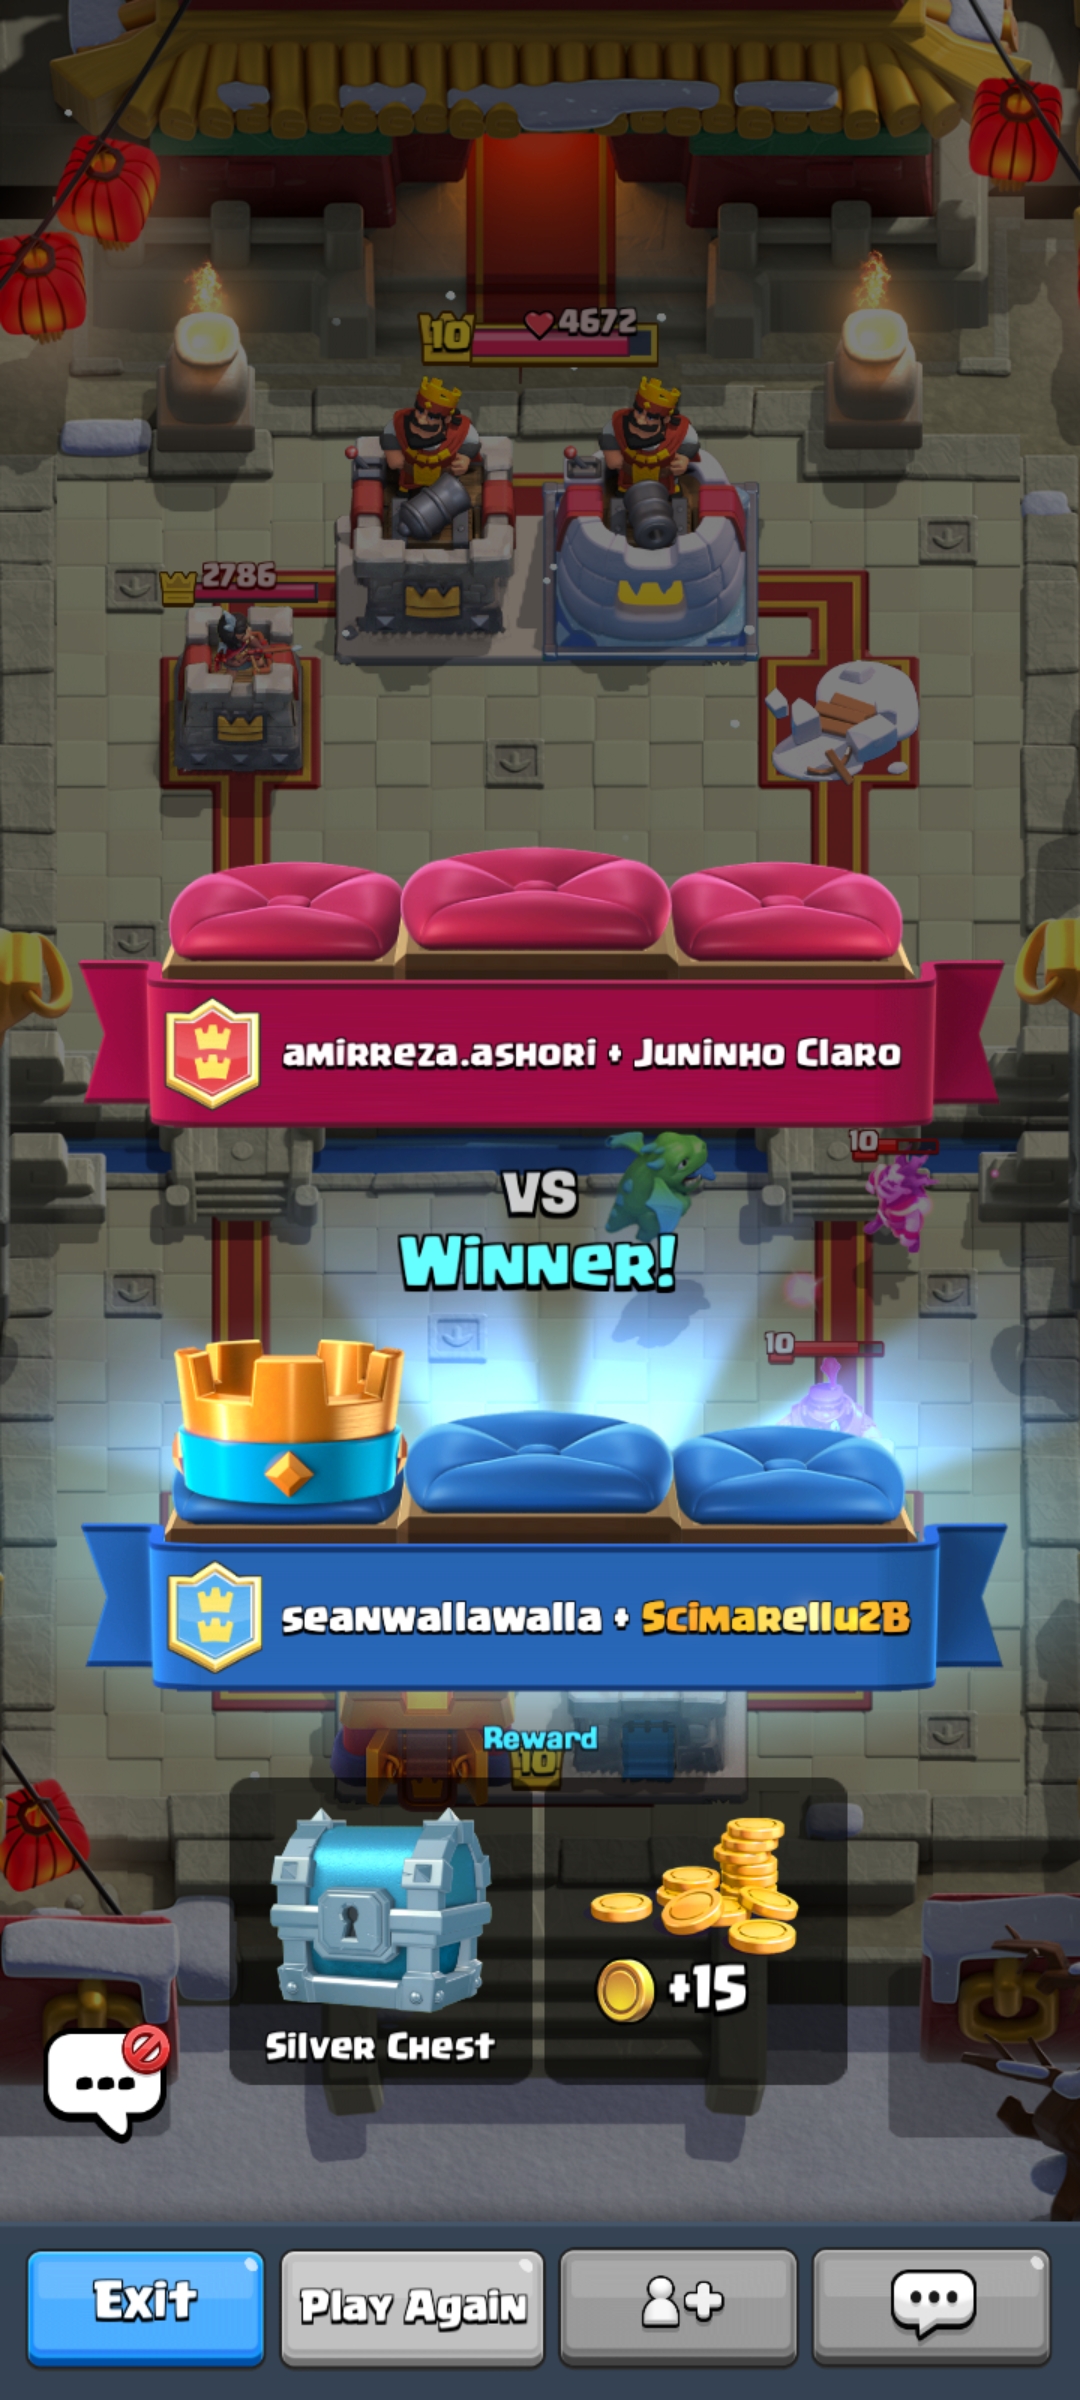 10 4672
2786
amirreza.ashori + Juninho Claro
10
VS
Winner!
10
seanwallawalla + Scimarellu2B
Reward
10
+15
Silver Chest
Exit
Play Again